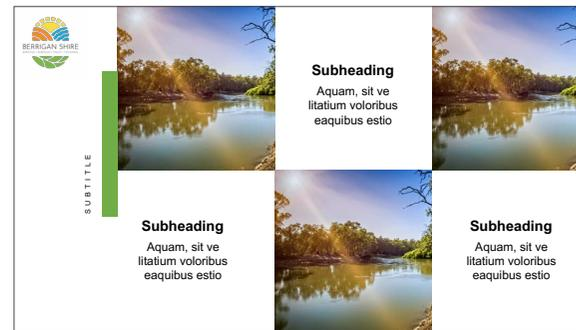 BERRIGAN SHIRE
SUBTITLE
Subheading
Aquam, sit ve
litatium voloribus
eaquibus estio
Subheading
Aquam, sit ve
litatium voloribus
eaquibus estio
Subheading
Aquam, sit ve
litatium voloribus
eaquibus estio